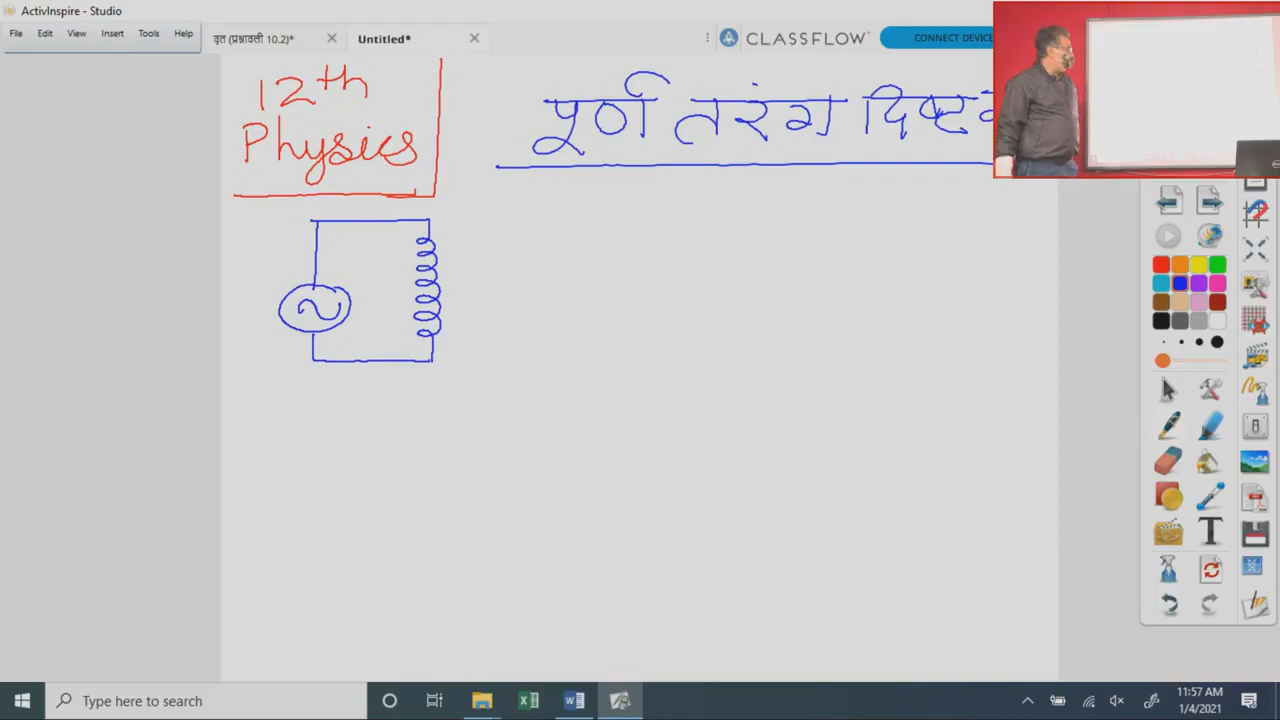 ActivInspire - Studio
File Edit View Insert Tools Help
वृत (प्रश्नावली 10.2)*
Untitled*
CLASSFLOW
CONNECT DEVICE
12th
Physics
पूर्ण तरंग
Type here to search
11:57 AM
1/4/2021